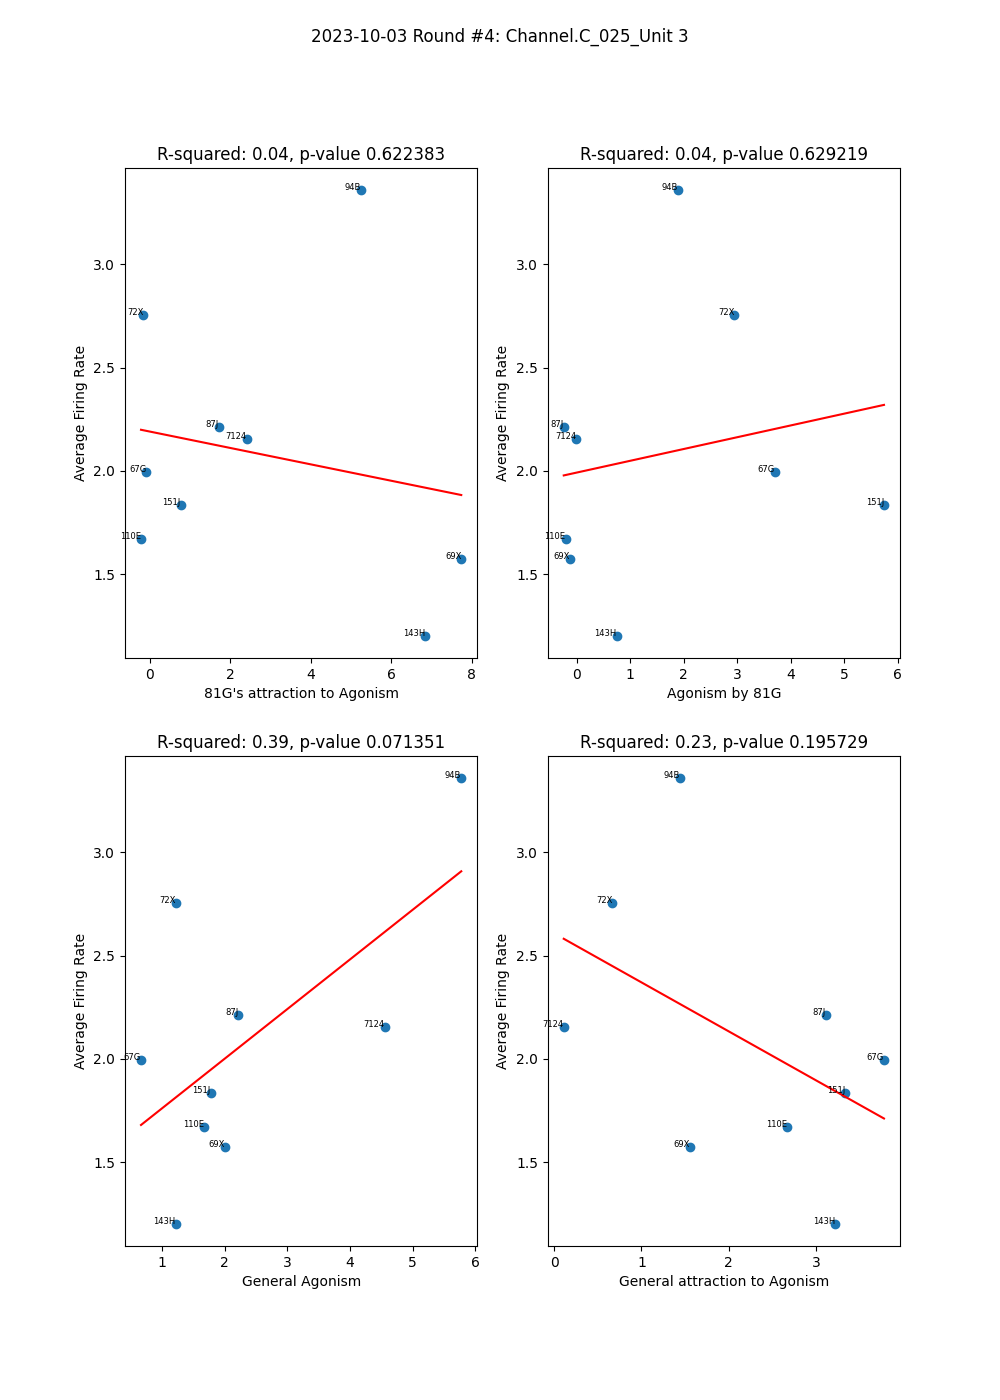 2023-10-03 Round #4: Channel.C_025_Unit 3
R-squared: 0.04, p-value 0.622383
R-squared: 0.04, p-value 0.629219
94B
72X
87J
7124
67G
151J
110E
69X
143H
94B
72X
87J
7124
67G
151J
110E
69X
143H
3.0
2.5
2.0
1.5
3.0
2.5
2.0
1.5
Average Firing Rate
Average Firing Rate
0 2 4 6 8
0 1 2 3 4 5 6
81G's attraction to Agonism
Agonism by 81G
R-squared: 0.39, p-value 0.071351
R-squared: 0.23, p-value 0.195729
94B
72X
87J
7124
67G
151J
110E
69X
143H
94B
72X
87J
7124
67G
151J
110E
69X
143H
3.0
2.5
2.0
1.5
3.0
2.5
2.0
1.5
Average Firing Rate
Average Firing Rate
1 2 3 4 5 6
0 1 2 3
General Agonism
General attraction to Agonism